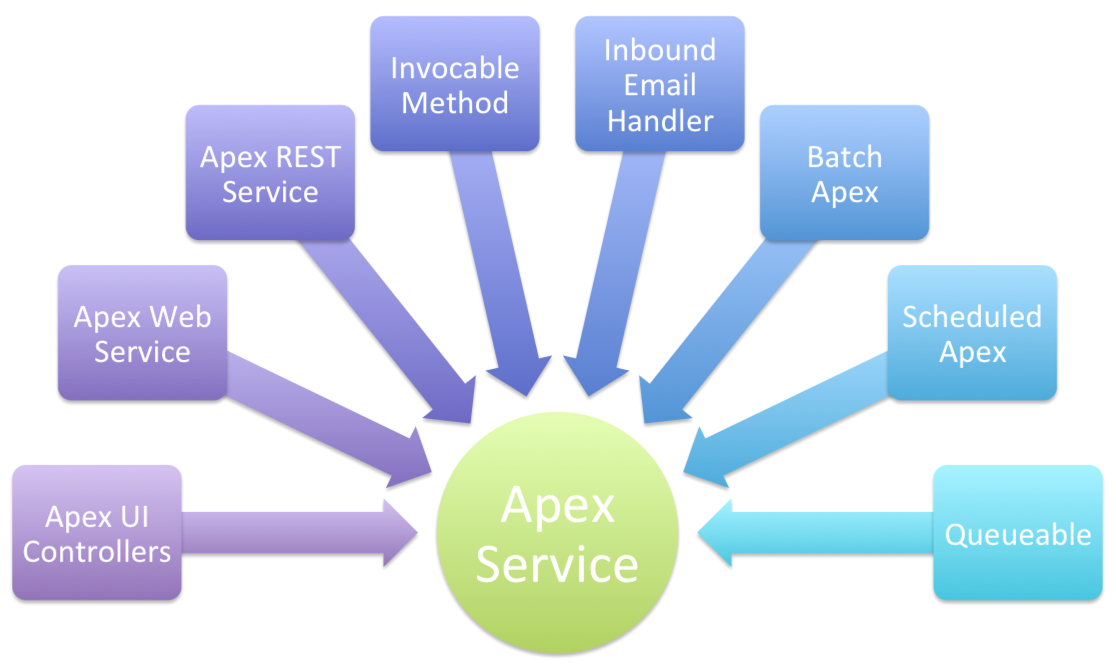 Apex UI
Controllers
Apex Web
Service
Apex REST
Service
Invocable
Method
Inbound
Email
Handler
Batch
Apex
Scheduled
Apex
Queueable
Apex
Service